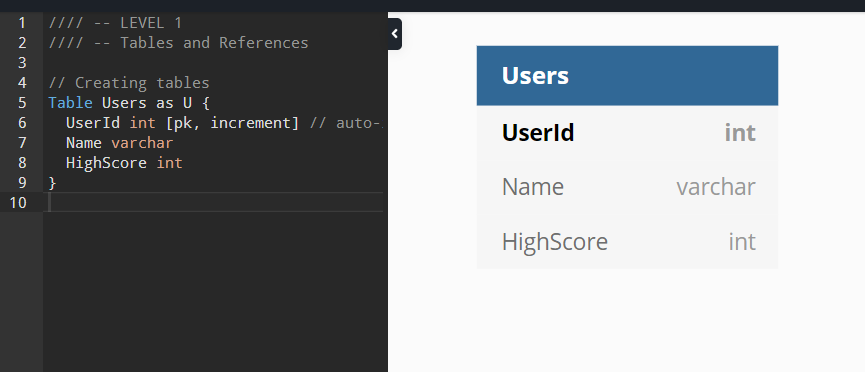 1 //// -- LEVEL 1
2 //// -- Tables and References
3
4 // Creating tables
5 Table Users as U {
6 UserId int [pk, increment] // auto-
7 Name varchar
8 HighScore int
9 }
10
Users
UserId int
Name varchar
HighScore int